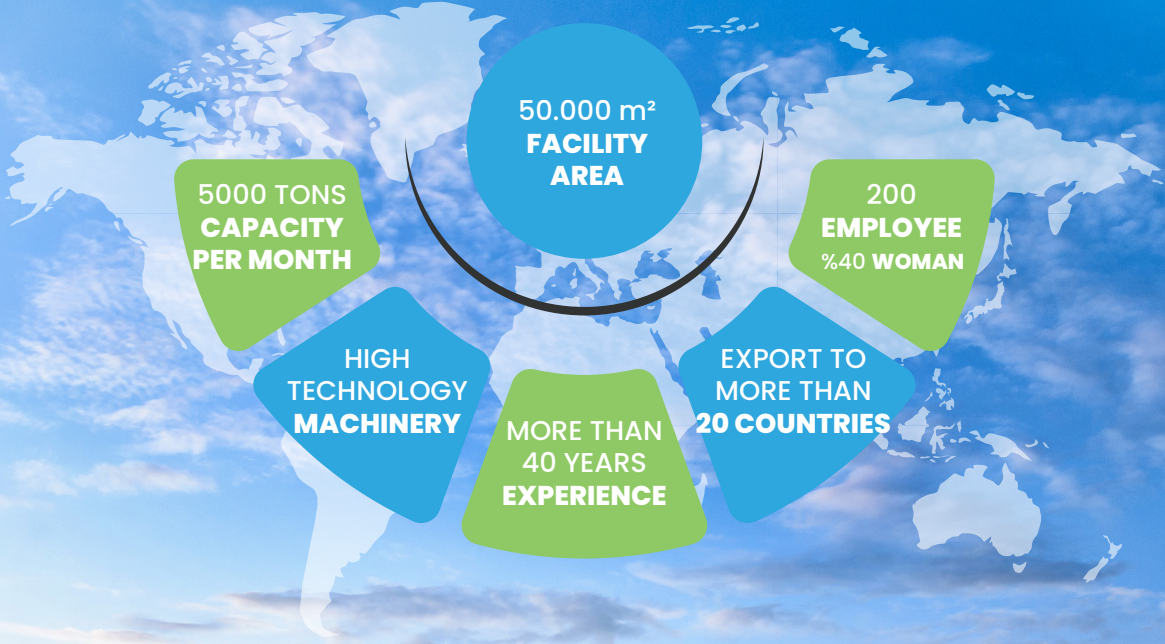 50.000 m²
FACILITY
AREA
5000 TONS
CAPACITY
PER MONTH
HIGH
TECHNOLOGY
MACHINERY
MORE THAN
40 YEARS
EXPERIENCE
EXPORT TO
MORE THAN
20 COUNTRIES
200
EMPLOYEE
%40 WOMAN